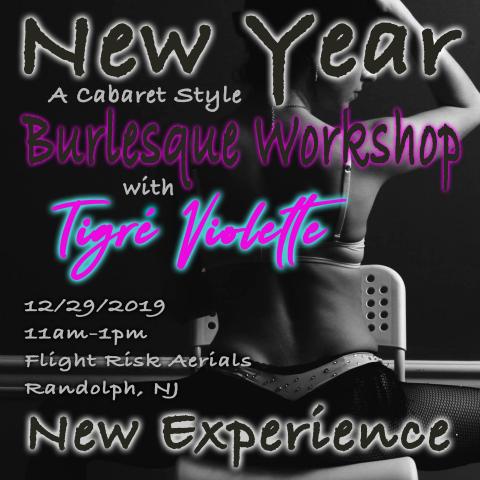 New Year
A Cabaret Style
Burlesque Workshop
with
Tigré Violette
12/29/2019
11am-1pm
Flight Risk Aerials
Randolph, NJ
New Experience